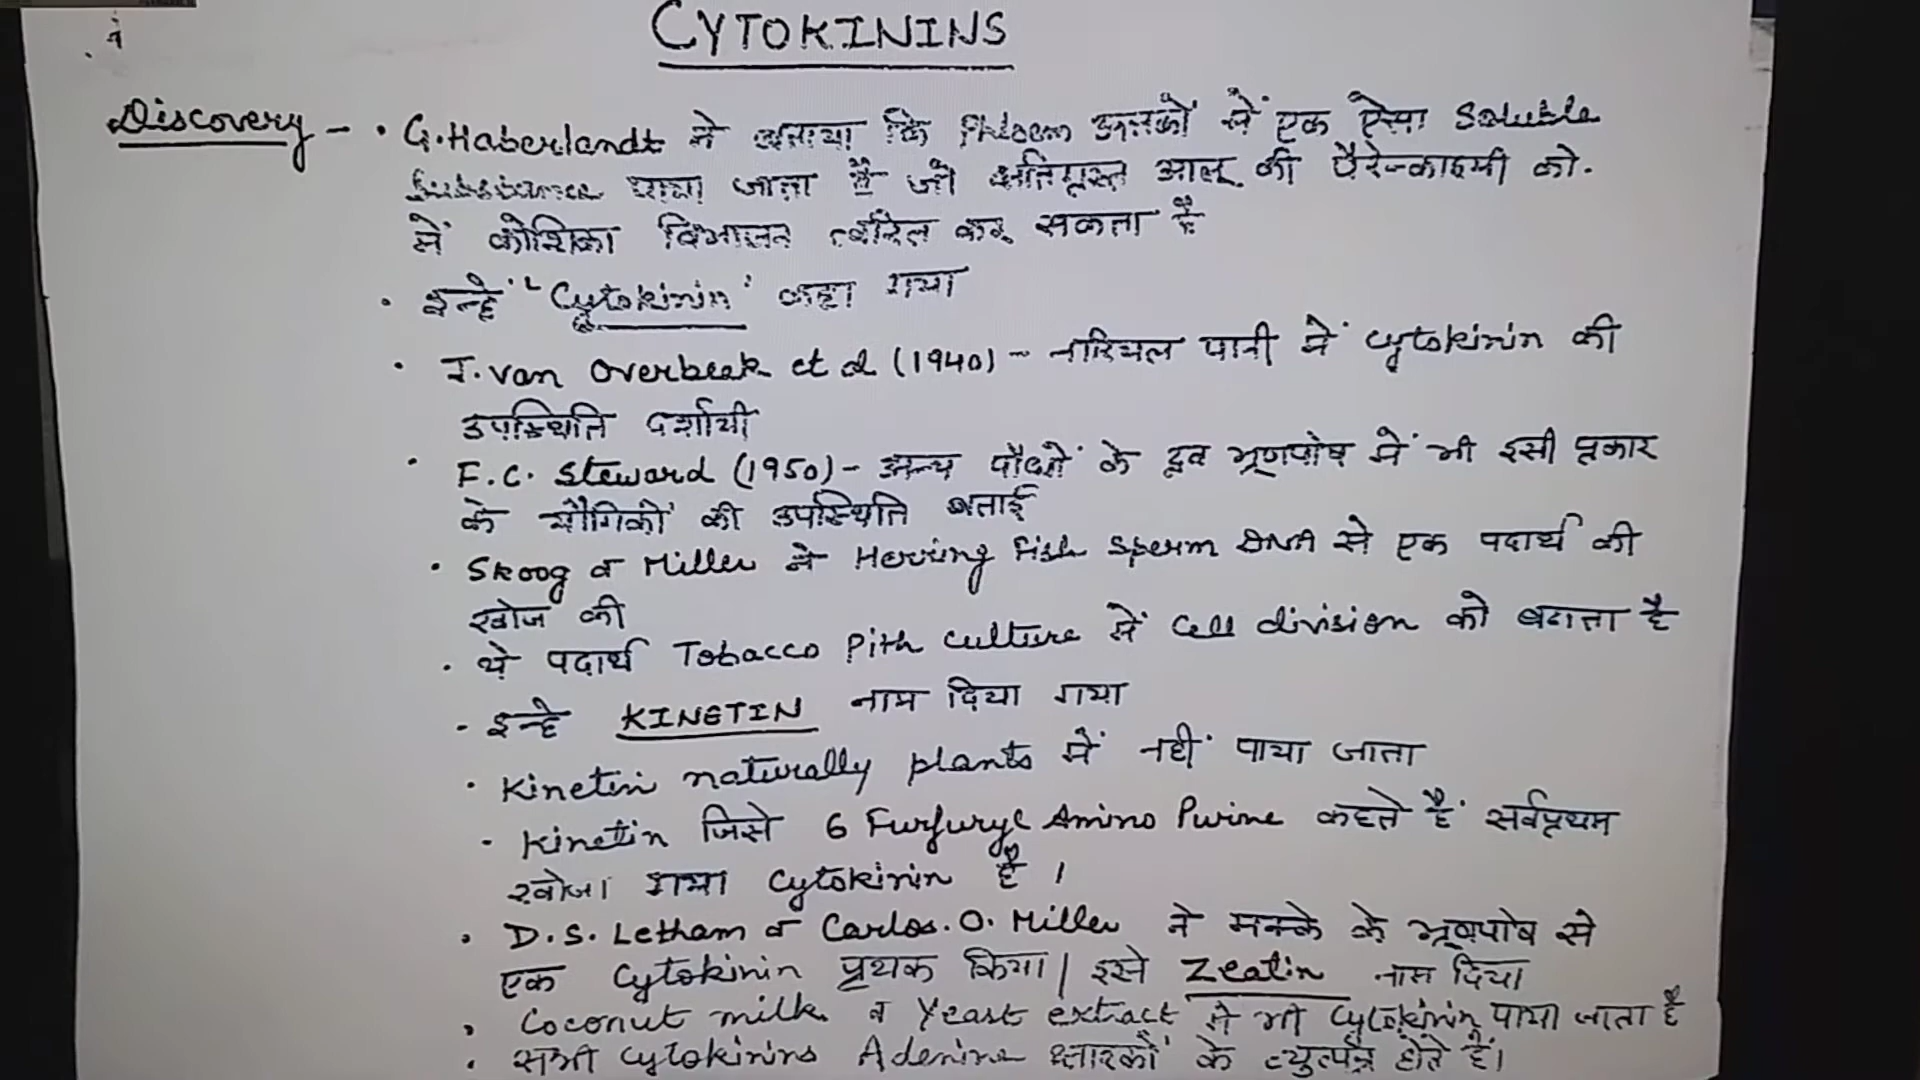 CYTOKININS
Discovery - • G. Haberlandt ने बताया कि Phloem ऊतकों में एक ऐसा Soluble
Substance पाया जाता है जो क्षतिग्रस्त आलू की पैरेन्काइमी को.
में कोशिका विभाजन त्वरित कर सकता है
• इन्हें "Cytokinin' कहा गया
• J. van Overbeek et al (1940) - नारियल पानी में cytokinin की
उपस्थिति दर्शायी
• F.C. Steward (1950) - अन्य पौधों के द्रव भ्रूणपोष में भी इसी प्रकार
के यौगिकों की उपस्थिति बताई
• Skoog व Miller ने Herring Fish Sperm DNA से एक पदार्थ की
खोज की
• ये पदार्थ Tobacco Pith culture में cell division को बढाता है
- इन्हे KINETIN नाम दिया गया
• Kinetin naturally plants में नहीं पाया जाता
- Kinetin जिसे 6 Furfuryl Amino Purine कहते हैं सर्वप्रथम
खोजा गया Cytokinin है ।
• D.S. Letham व Carlos. O. Miller ने मक्के के भ्रूणपोष से
एक Cytokinin प्रथक किया | इसे Zeatin नाम दिया
• Coconut milk व Yeast extract में भी Cytokinin पाया जाता है
• सभी Cytokinins Adenine क्षारकों के व्युत्पन्न होते हैं।